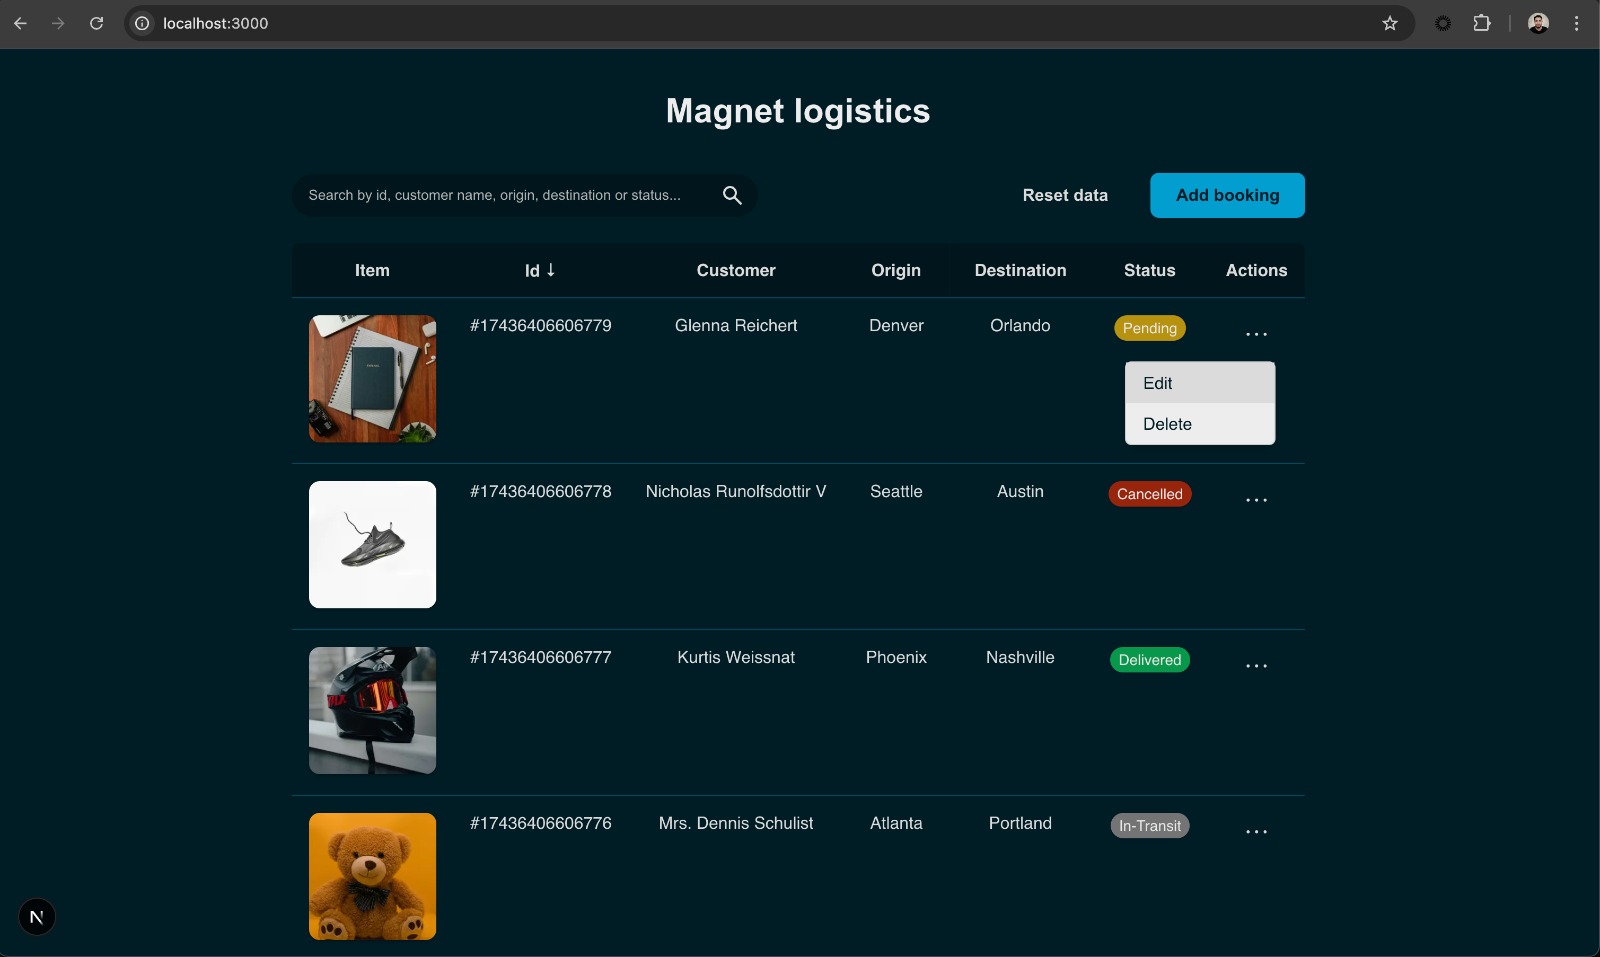 localhost:3000
Magnet logistics
Search by id, customer name, origin, destination or status...
Reset data
Add booking
Item Id ↓ Customer Origin Destination Status Actions
#17436406606779 Glenna Reichert Denver Orlando Pending ...
Edit
Delete
#17436406606778 Nicholas Runolfsdottir V Seattle Austin Cancelled ...
#17436406606777 Kurtis Weissnat Phoenix Nashville Delivered ...
#17436406606776 Mrs. Dennis Schulist Atlanta Portland In-Transit ...
N